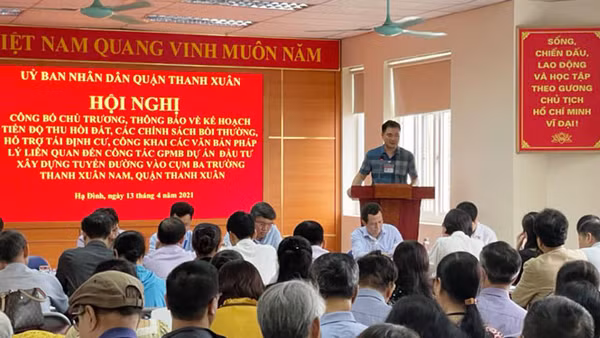 VIỆT NAM QUANG VINH MUÔN NĂM
UỶ BAN NHÂN DÂN QUẬN THANH XUÂN
HỘI NGHỊ
CÔNG BỐ CHỦ TRƯƠNG, THÔNG BÁO VỀ KẾ HOẠCH
TIẾN ĐỘ THU HỒI ĐẤT, CÁC CHÍNH SÁCH BỒI THƯỜNG,
HỖ TRỢ TÁI ĐỊNH CƯ, CÔNG KHAI CÁC VĂN BẢN PHÁP
LÝ LIÊN QUAN ĐẾN CÔNG TÁC GPMB DỰ ÁN ĐẦU TƯ
XÂY DỰNG TUYẾN ĐƯỜNG VÀO CỤM BA TRƯỜNG
THANH XUÂN NAM, QUẬN THANH XUÂN
Hạ Đình, ngày 13 tháng 4 năm 2021
SỐNG,
CHIẾN ĐẤU,
LAO ĐỘNG
VÀ HỌC TẬP
THEO GƯƠNG
CHỦ TỊCH
HỒ CHÍ MINH
VĨ ĐẠI!